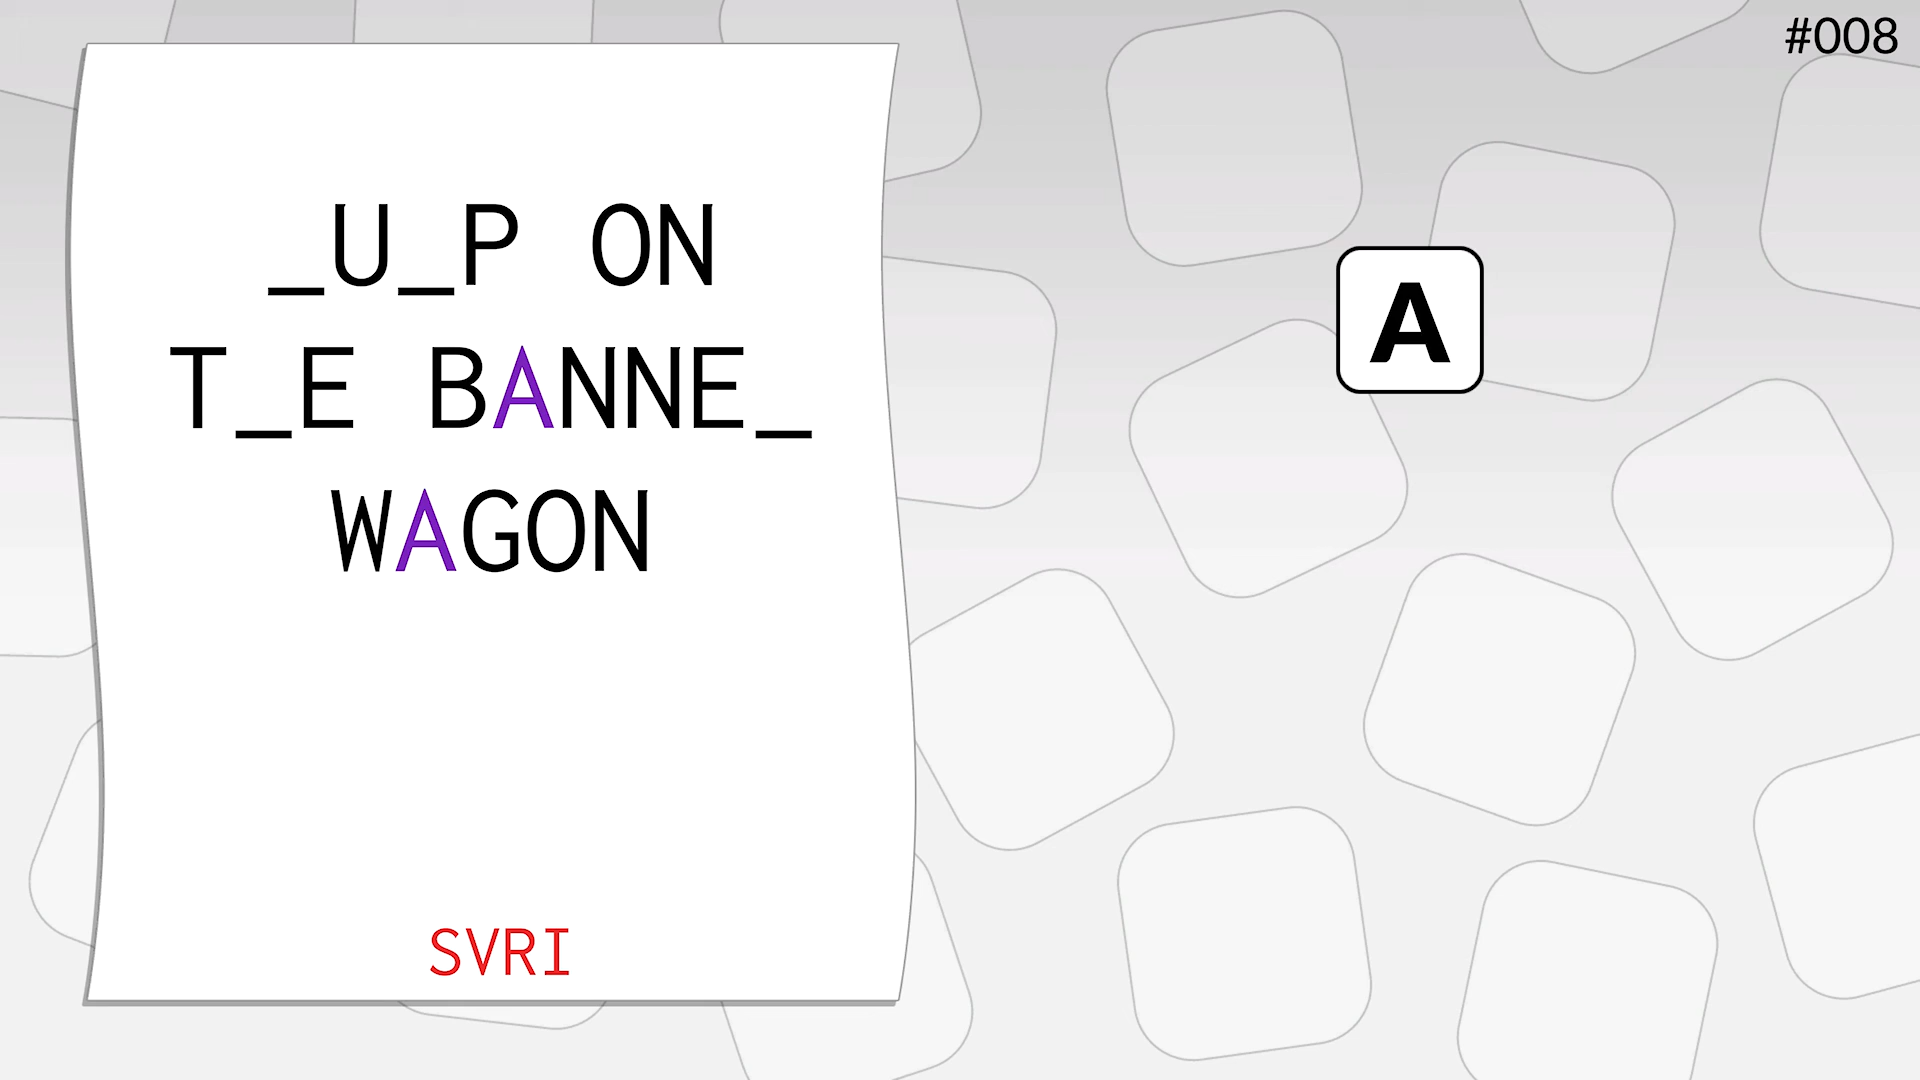 #008
_U_P ON
T_E BANNE_
WAGON
A
SVRI